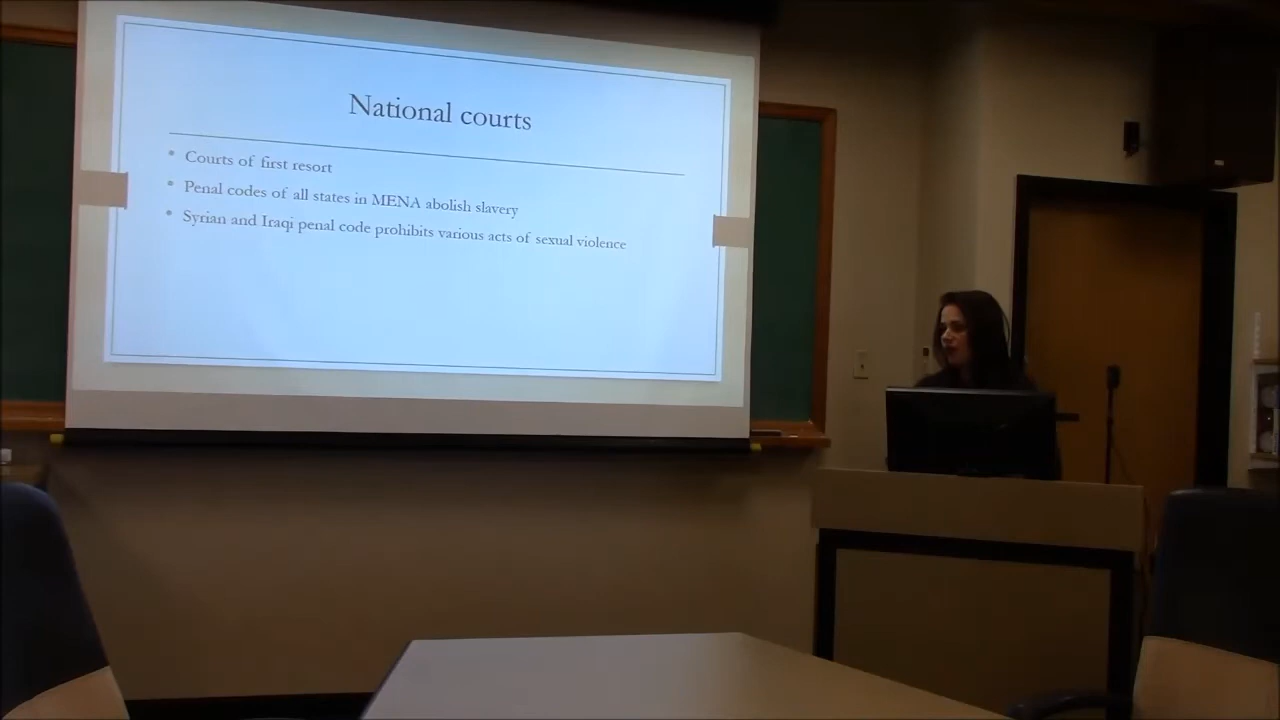 National courts
Courts of first resort
Penal codes of all states in MENA abolish slavery
Syrian and Iraqi penal code prohibits various acts of sexual violence